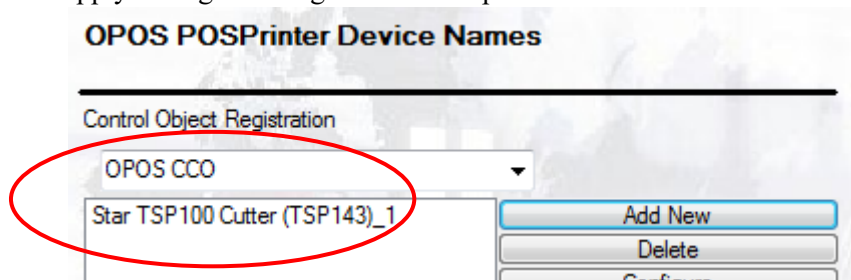 OPOS POSPrinter Device Names
Control Object Registration
OPOS CCO
Star TSP100 Cutter (TSP143)_1
Add New
Delete